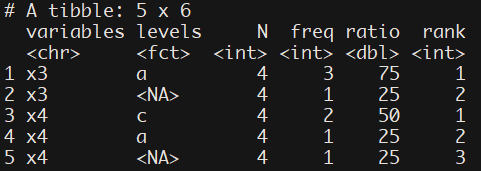 # A tibble: 5 x 6
variables levels N freq ratio rank
<chr> <fct> <int> <int> <dbl> <int>
1 x3 a 4 3 75 1
2 x3 <NA> 4 1 25 2
3 x4 c 4 2 50 1
4 x4 a 4 1 25 2
5 x4 <NA> 4 1 25 3